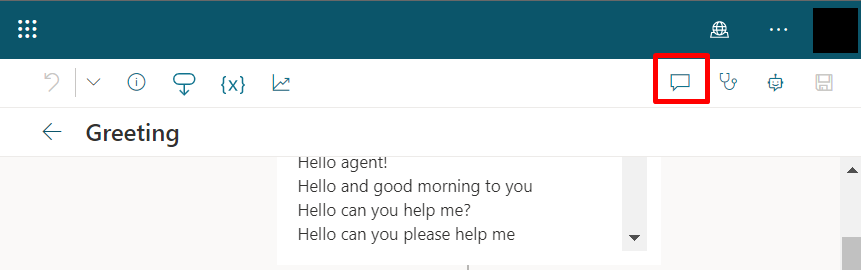 {x}
Greeting
Hello agent!
Hello and good morning to you
Hello can you help me?
Hello can you please help me